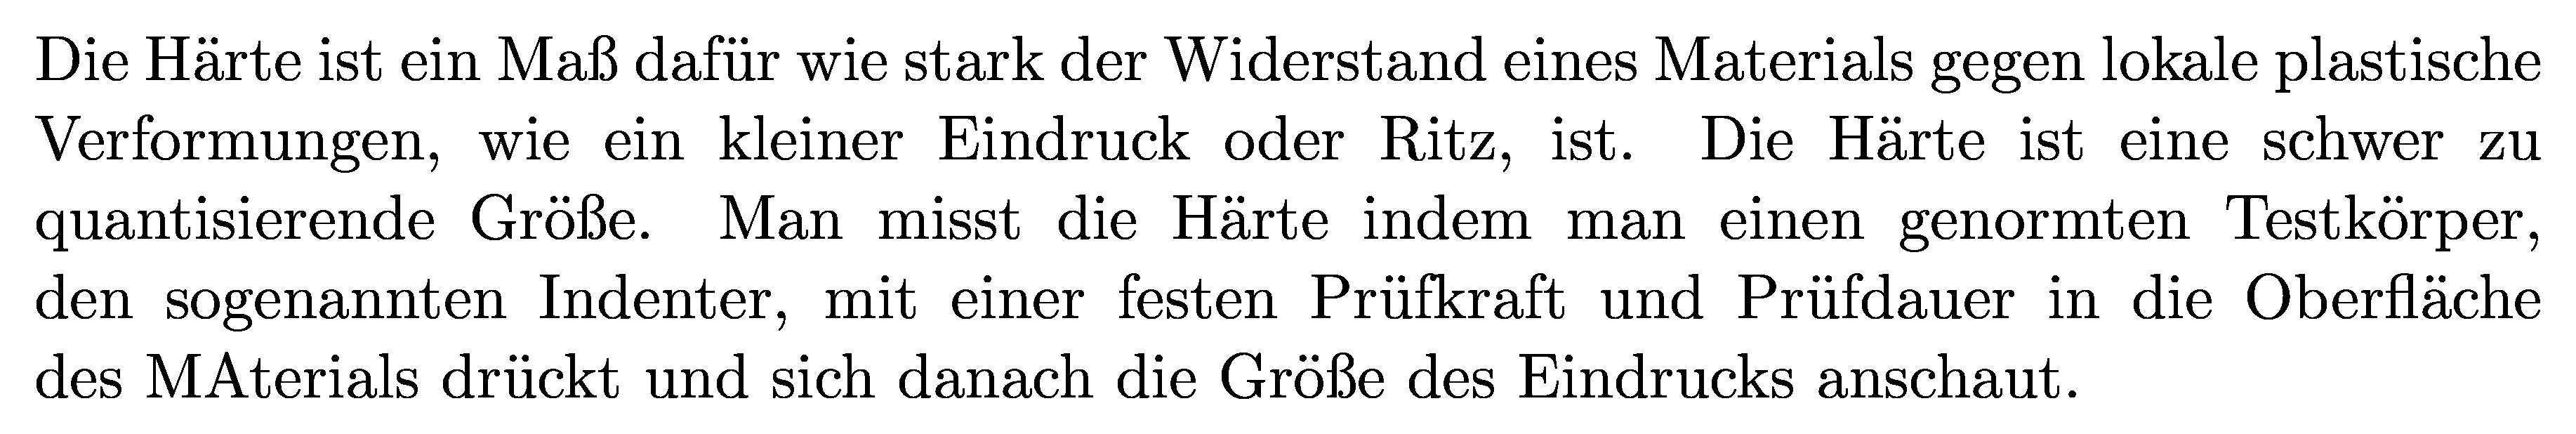 Die Härte ist ein Maß dafür wie stark der Widerstand eines Materials gegen lokale plastische
Verformungen, wie ein kleiner Eindruck oder Ritz, ist. Die Härte ist eine schwer zu
quantisierende Größe. Man misst die Härte indem man einen genormten Testkörper,
den sogenannten Indenter, mit einer festen Prüfkraft und Prüfdauer in die Oberfläche
des MAterials drückt und sich danach die Größe des Eindrucks anschaut.